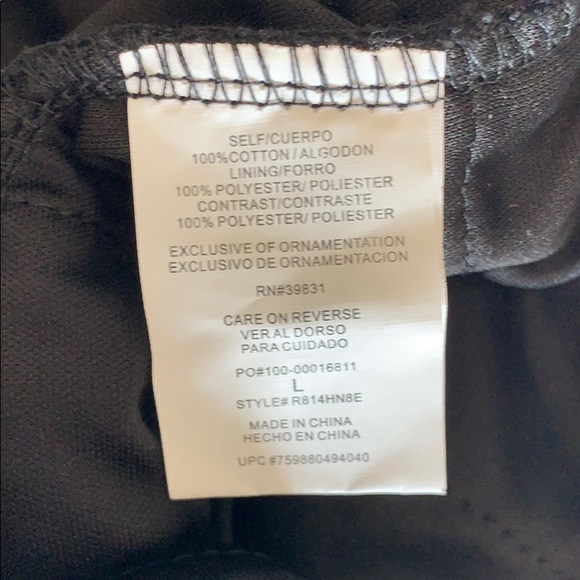 SELF/CUERPO
100%COTTON/ALGODON
LINING/FORRO
100% POLYESTER/ POLIESTER
CONTRAST/CONTRASTE
100% POLYESTER/ POLIESTER
EXCLUSIVE OF ORNAMENTATION
EXCLUSIVO DE ORNAMENTACION
RN#39831
CARE ON REVERSE
VER AL DORSO
PARA CUIDADO
PO#100-00016811
L
STYLE# R814HN8E
MADE IN CHINA
HECHO EN CHINA
UPC #759880494040